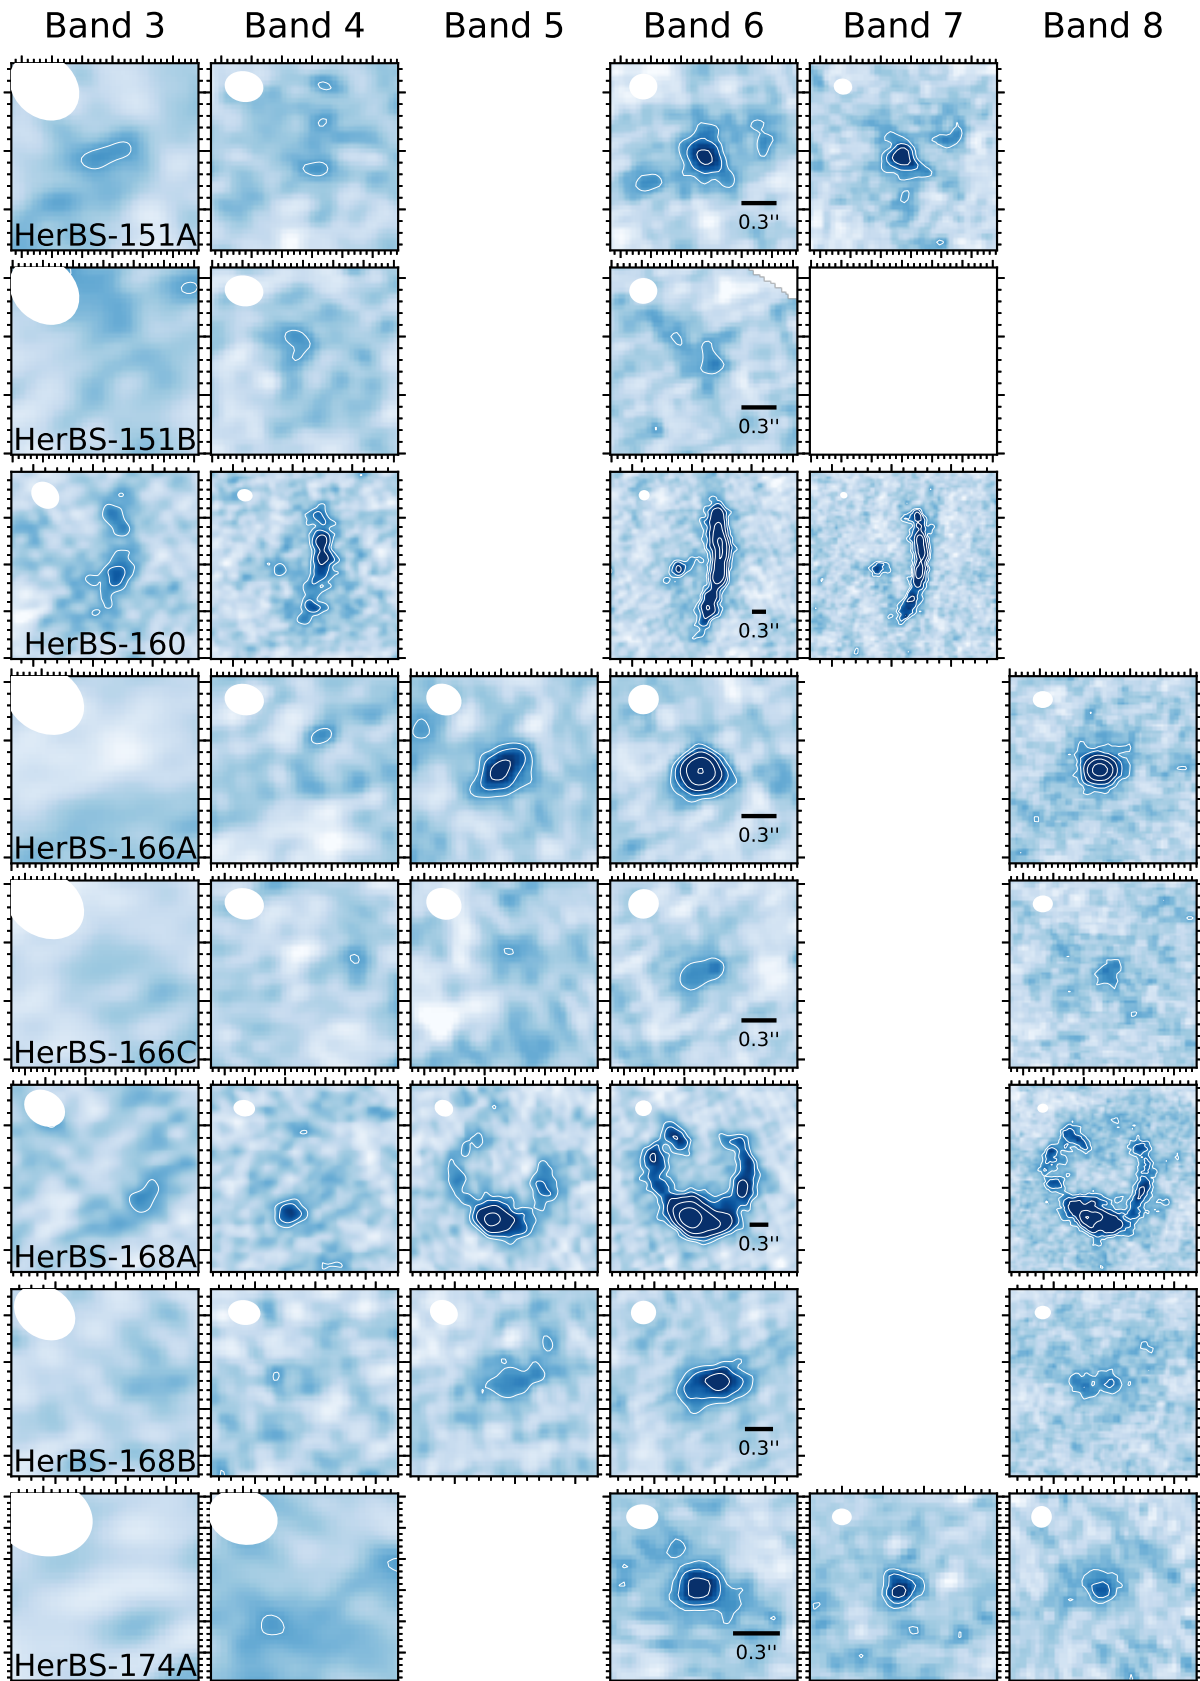 Band 3 Band 4 Band 5 Band 6 Band 7 Band 8
0.3''
HerBS-151A
0.3''
HerBS-151B
0.3''
HerBS-160
0.3''
HerBS-166A
0.3''
HerBS-166C
0.3''
HerBS-168A
0.3''
HerBS-168B
0.3''
HerBS-174A